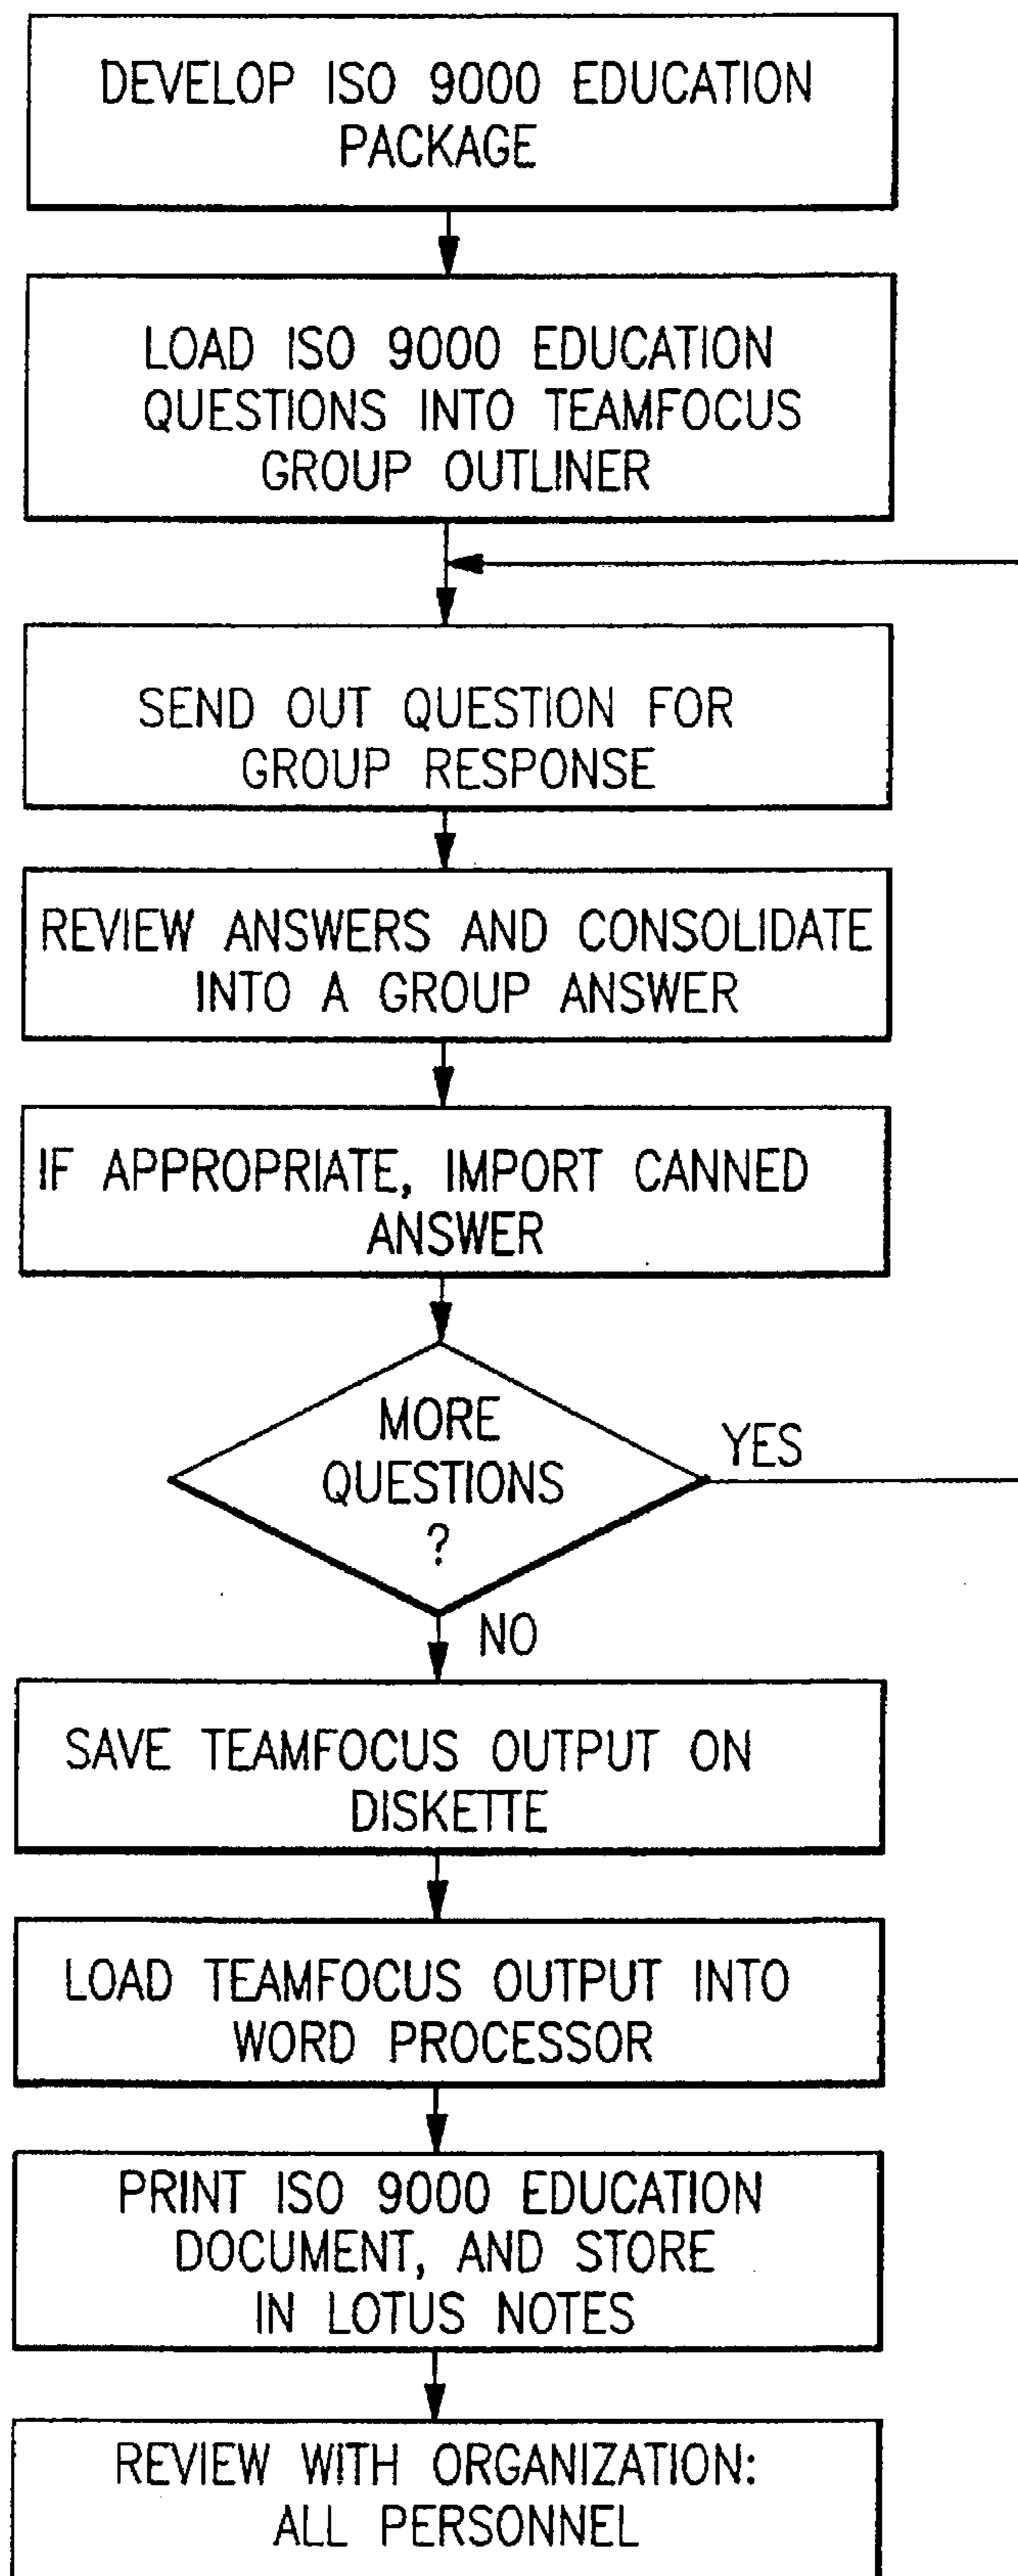 DEVELOP ISO 9000 EDUCATION
PACKAGE
LOAD ISO 9000 EDUCATION
QUESTIONS INTO TEAMFOCUS
GROUP OUTLINER
SEND OUT QUESTION FOR
GROUP RESPONSE
REVIEW ANSWERS AND CONSOLIDATE
INTO A GROUP ANSWER
IF APPROPRIATE, IMPORT CANNED
ANSWER
MORE
QUESTIONS
?
YES
NO
SAVE TEAMFOCUS OUTPUT ON
DISKETTE
LOAD TEAMFOCUS OUTPUT INTO
WORD PROCESSOR
PRINT ISO 9000 EDUCATION
DOCUMENT, AND STORE
IN LOTUS NOTES
REVIEW WITH ORGANIZATION:
ALL PERSONNEL